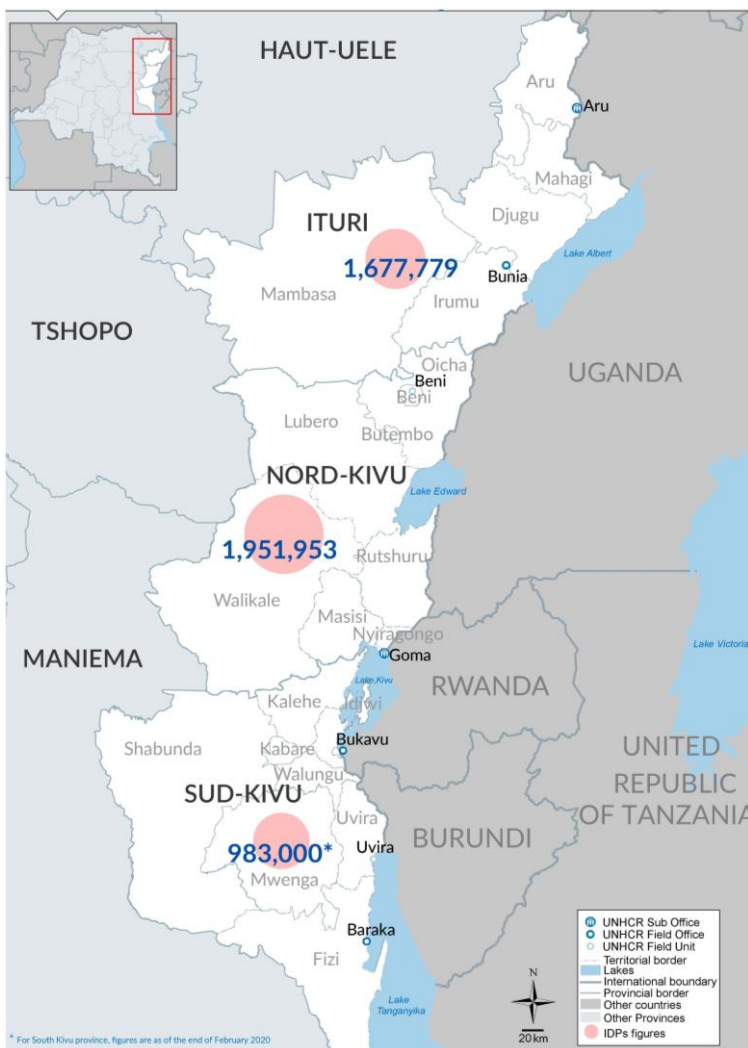 HAUT-UELE
Aru
Aru
Mahagi
Djugu
ITURI
Lake Albert
1,677,779
Bunia
Mambasa
Irumu
TSHOPO
Oicha
Beni
Beni
UGANDA
Lubero
Butembo
NORD-KIVU
Lake Edward
1,951,953
Rutshuru
Walikale
Masisi
Nyiragongo
Goma
MANIEMA
Lake Victoria
Lake Kivu
RWANDA
Kalehe
Idjwi
Bukavu
Shabunda
Kabare
UNITED
REPUBLIC
OF TANZANIA
Walungu
SUD-KIVU
Uvira
BURUNDI
983,000*
Uvira
Mwenga
Baraka
Fizi
UNHCR Sub Office
UNHCR Field Office
UNHCR Field Unit
Territorial border
Lakes
International boundary
Provincial border
Other countries
Other Provinces
IDPs figures
N
20 km
Lake
Tanganyika
* For South Kivu province, figures are as of the end of February 2020